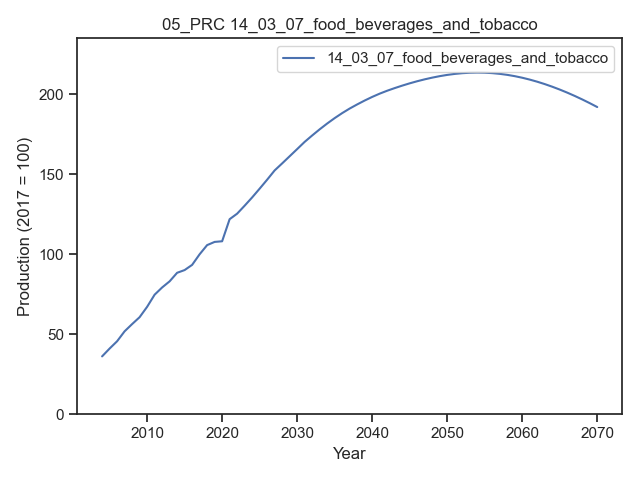 05_PRC 14_03_07_food_beverages_and_tobacco
14_03_07_food_beverages_and_tobacco
Production (2017 = 100)
200
150
100
50
0
2010 2020 2030 2040 2050 2060 2070
Year